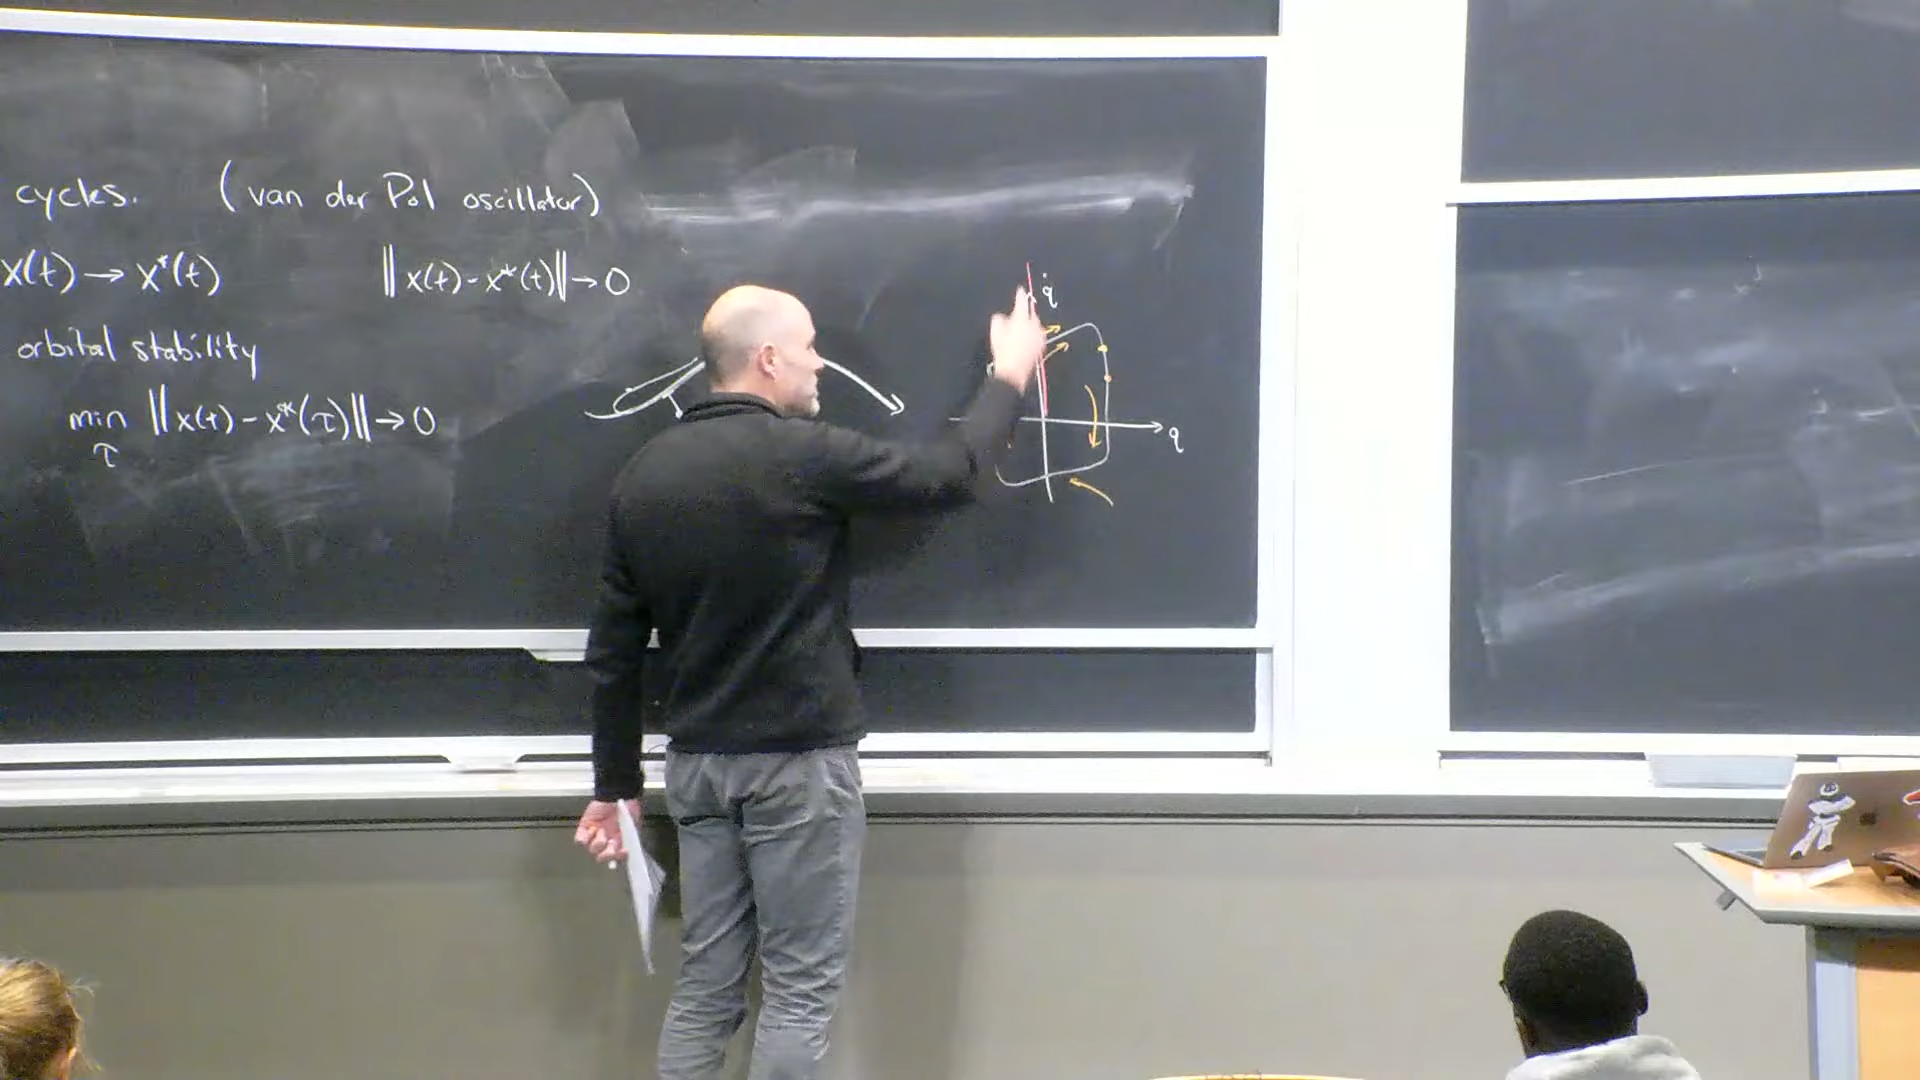 cycles. (van der Pol oscillator)
x(t) → x*(t) ||x(t) - x*(t)|| → 0
orbital stability
min ||x(t) - x*(τ)|| → 0
τ
q̇
q